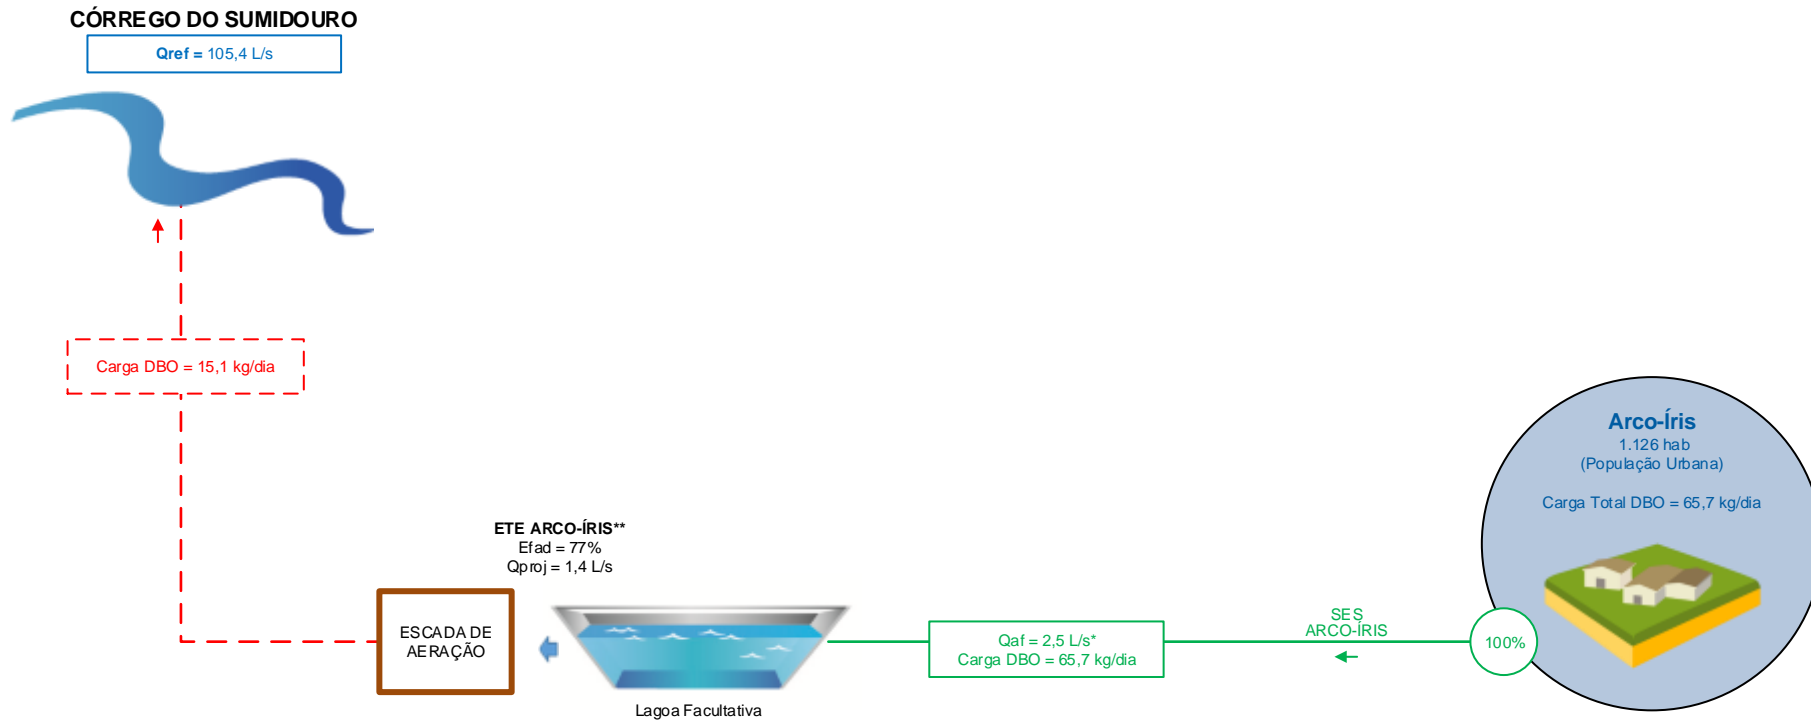 CÓRREGO DO SUMIDOURO
Qref = 105,4 L/s
Carga DBO = 15,1 kg/dia
ETE ARCO-ÍRIS**
Efad = 77%
Qproj = 1,4 L/s
ESCADA DE
AERAÇÃO
Lagoa Facultativa
Qaf = 2,5 L/s*
Carga DBO = 65,7 kg/dia
SES
ARCO-ÍRIS
100%
Arco-Íris
1.126 hab
(População Urbana)
Carga Total DBO = 65,7 kg/dia